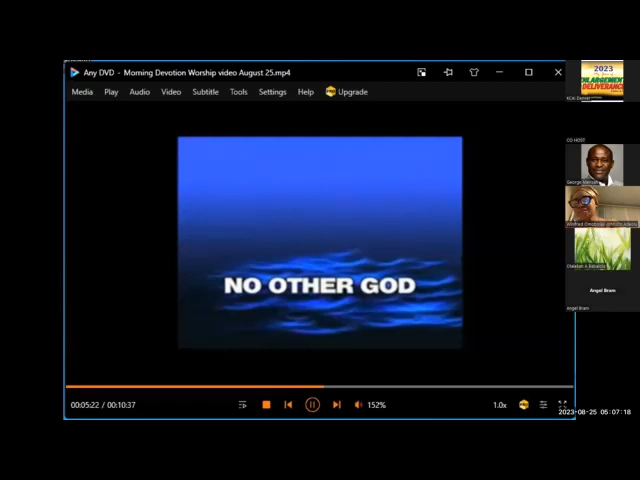 Any DVD - Morning Devotion Worship video August 25.mp4
Media Play Audio Video Subtitle Tools Settings Help Upgrade
NO OTHER GOD
00:05:22 / 00:10:37
152%
1.0x
2023
ENLARGEMENT
DELIVERANCE
CO HOST
Angel Bram
Angel Bram
2023-08-25 05:07:18